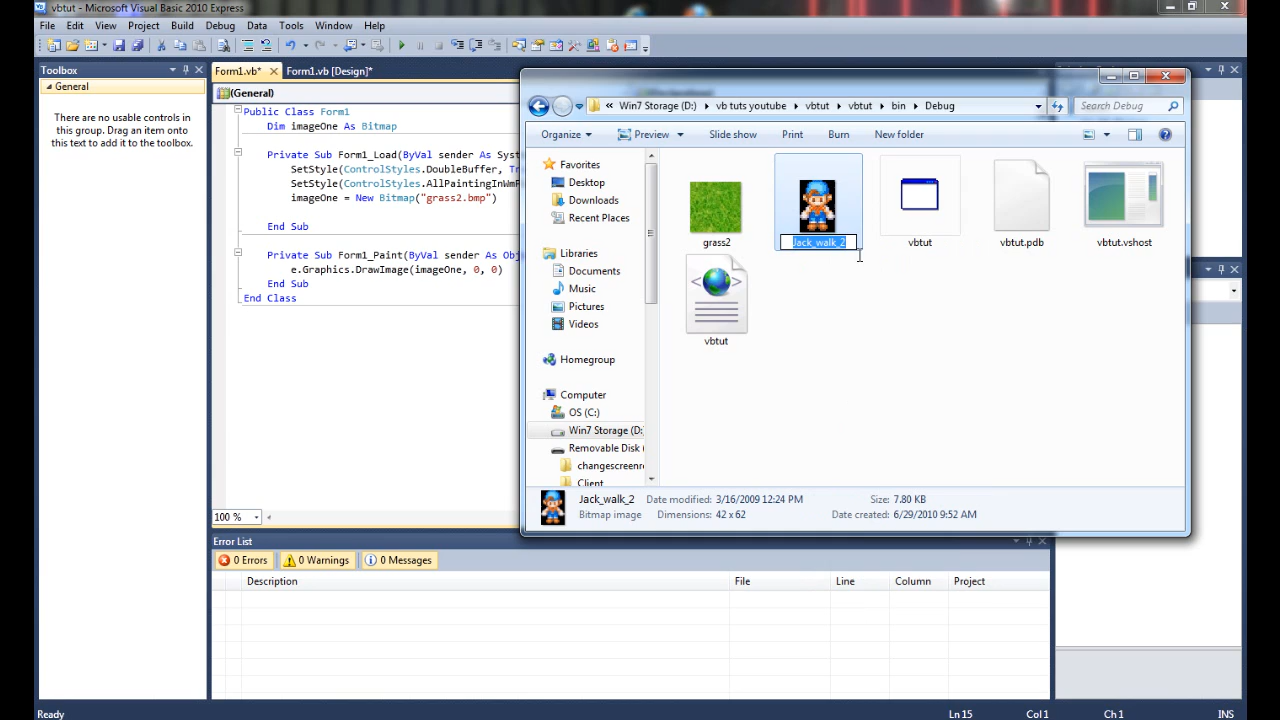 vbtut - Microsoft Visual Basic 2010 Express
File Edit View Project Build Debug Data Tools Window Help
Toolbox
General
There are no usable controls in
this group. Drag an item onto
this text to add it to the toolbox.
Form1.vb*
Form1.vb [Design]*
(General)
Public Class Form1
Dim imageOne As Bitmap
Private Sub Form1_Load(ByVal sender As Syst
SetStyle(ControlStyles.DoubleBuffer, Tr
SetStyle(ControlStyles.AllPaintingInWmP
imageOne = New Bitmap("grass2.bmp")
End Sub
Private Sub Form1_Paint(ByVal sender As Obj
e.Graphics.DrawImage(imageOne, 0, 0)
End Sub
End Class
100 %
Win7 Storage (D:) vb tuts youtube vbtut vbtut bin Debug
Search Debug
Organize Preview Slide show Print Burn New folder
Favorites
Desktop
Downloads
Recent Places
Libraries
Documents
Music
Pictures
Videos
Homegroup
Computer
OS (C:)
Win7 Storage (D:
Removable Disk
changescreenre
Client
grass2
Jack_walk_2
vbtut
vbtut.pdb
vbtut.vshost
vbtut
Jack_walk_2 Date modified: 3/16/2009 12:24 PM Size: 7.80 KB
Bitmap image Dimensions: 42 x 62 Date created: 6/29/2010 9:52 AM
Error List
0 Errors 0 Warnings 0 Messages
Description File Line Column Project
Ready Ln 15 Col 1 Ch 1 INS